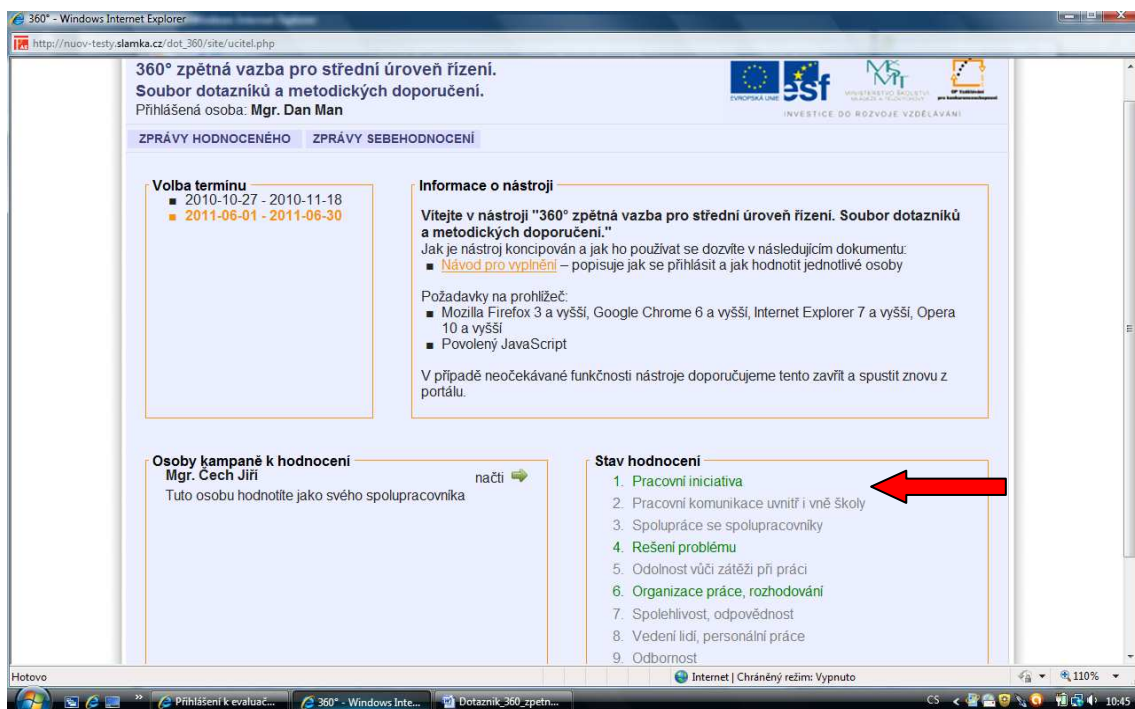 360° - Windows Internet Explorer
http://nuov-testy.slamka.cz/dot_360/site/ucitel.php
360° zpětná vazba pro střední úroveň řízení.
Soubor dotazníků a metodických doporučení.
Přihlášená osoba: Mgr. Dan Man
EVROPSKÁ UNIE
esf
MŠMT
INVESTICE DO ROZVOJE VZDĚLÁVÁNÍ
ZPRÁVY HODNOCENÉHO ZPRÁVY SEBEHODNOCENÍ
Volba termínu
2010-10-27 - 2010-11-18
2011-06-01 - 2011-06-30
Informace o nástroji
Vítejte v nástroji "360° zpětná vazba pro střední úroveň řízení. Soubor dotazníků
a metodických doporučení."
Jak je nástroj koncipován a jak ho používat se dozvíte v následujícím dokumentu:
Návod pro vyplnění – popisuje jak se přihlásit a jak hodnotit jednotlivé osoby
Požadavky na prohlížeč:
Mozilla Firefox 3 a vyšší, Google Chrome 6 a vyšší, Internet Explorer 7 a vyšší, Opera
10 a vyšší
Povolený JavaScript
V případě neočekávané funkčnosti nástroje doporučujeme tento zavřít a spustit znovu z
portálu.
Osoby kampaně k hodnocení
Mgr. Čech Jiří
načti
Tuto osobu hodnotíte jako svého spolupracovníka
Stav hodnocení
1. Pracovní iniciativa
2. Pracovní komunikace uvnitř i vně školy
3. Spolupráce se spolupracovníky
4. Rešení problému
5. Odolnost vůči zátěži při práci
6. Organizace práce, rozhodování
7. Spolehlivost, odpovědnost
8. Vedení lidí, personální práce
9. Odbornost
Hotovo
Internet | Chráněný režim: Vypnuto
110%
Přihlášení k evaluač...
360° - Windows Inte...
Dotaznik_360_zpetn...
CS
10:45